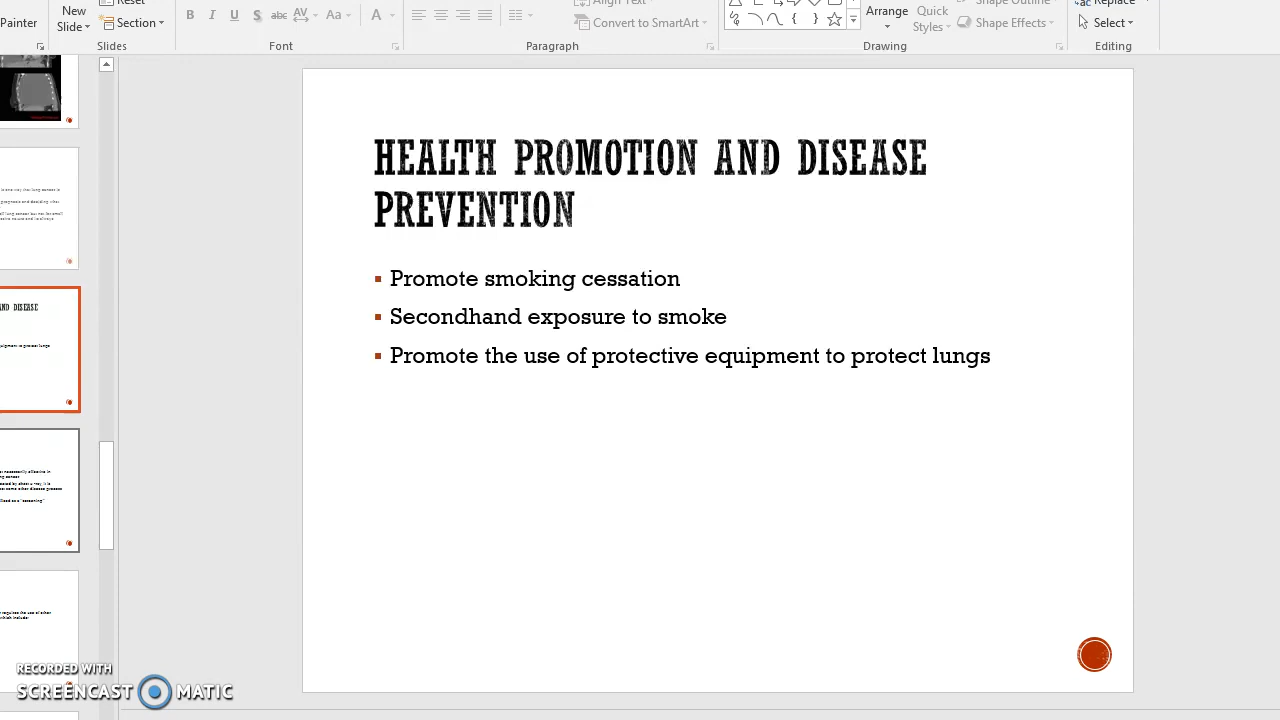 Painter
New
Slide
Reset
Section
Slides
B I U S abc AV Aa A
Font
Paragraph
Align Text
Convert to SmartArt
Arrange
Quick
Styles
Shape Outline
Shape Effects
Drawing
Replace
Select
Editing
AND DISEASE
HEALTH PROMOTION AND DISEASE
PREVENTION
Promote smoking cessation
Secondhand exposure to smoke
Promote the use of protective equipment to protect lungs
RECORDED WITH
SCREENCAST MATIC